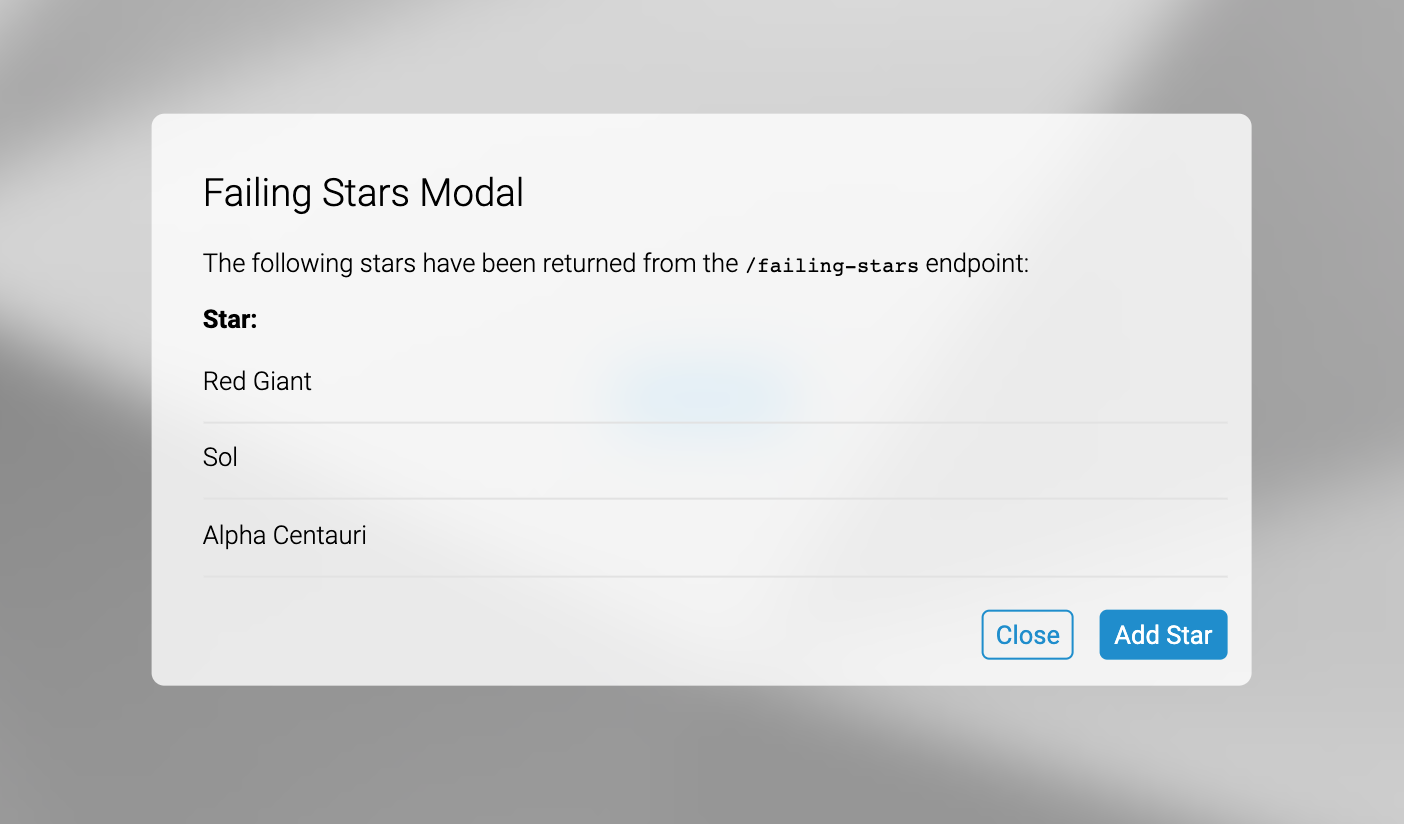 Failing Stars Modal
The following stars have been returned from the /failing-stars endpoint:
Star:
Red Giant
Sol
Alpha Centauri
Close Add Star